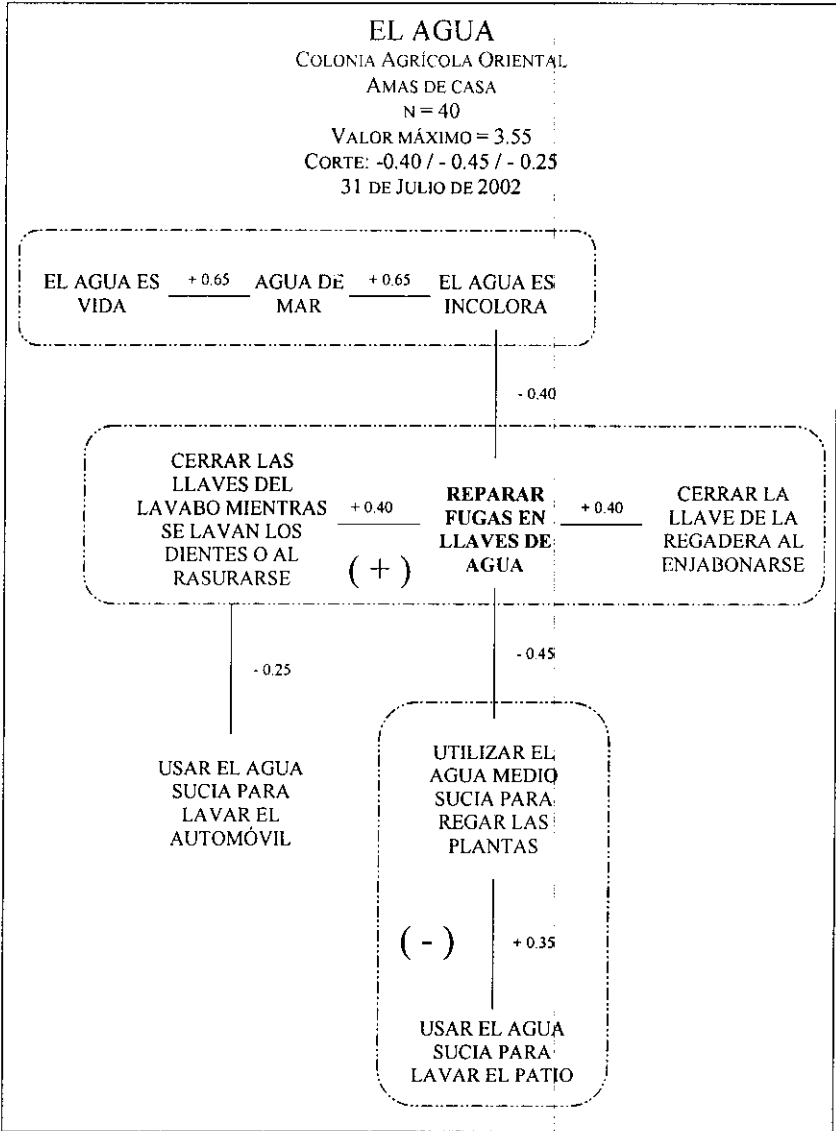 EL AGUA
COLONIA AGRÍCOLA ORIENTAL
AMAS DE CASA
N = 40
VALOR MÁXIMO = 3.55
CORTE: -0.40 / - 0.45 / - 0.25
31 DE JULIO DE 2002
EL AGUA ES
VIDA
+ 0.65
AGUA DE
MAR
+ 0.65
EL AGUA ES
INCOLORA
- 0.40
CERRAR LAS
LLAVES DEL
LAVABO MIENTRAS
SE LAVAN LOS
DIENTES O AL
RASURARSE
+ 0.40
( + )
REPARAR
FUGAS EN
LLAVES DE
AGUA
+ 0.40
CERRAR LA
LLAVE DE LA
REGADERA AL
ENJABONARSE
- 0.25
- 0.45
USAR EL AGUA
SUCIA PARA
LAVAR EL
AUTOMÓVIL
UTILIZAR EL
AGUA MEDIO
SUCIA PARA
REGAR LAS
PLANTAS
( - )
+ 0.35
USAR EL AGUA
SUCIA PARA
LAVAR EL PATIO